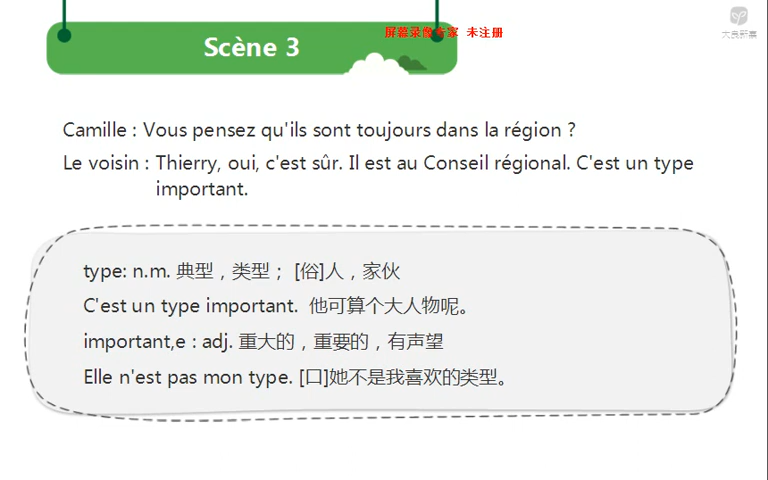 Scène 3
屏幕录像专家 未注册
Camille : Vous pensez qu'ils sont toujours dans la région ?
Le voisin : Thierry, oui, c'est sûr. Il est au Conseil régional. C'est un type
important.
type: n.m. 典型，类型； [俗]人，家伙
C'est un type important. 他可算个大人物呢。
important,e : adj. 重大的，重要的，有声望
Elle n'est pas mon type. [口]她不是我喜欢的类型。